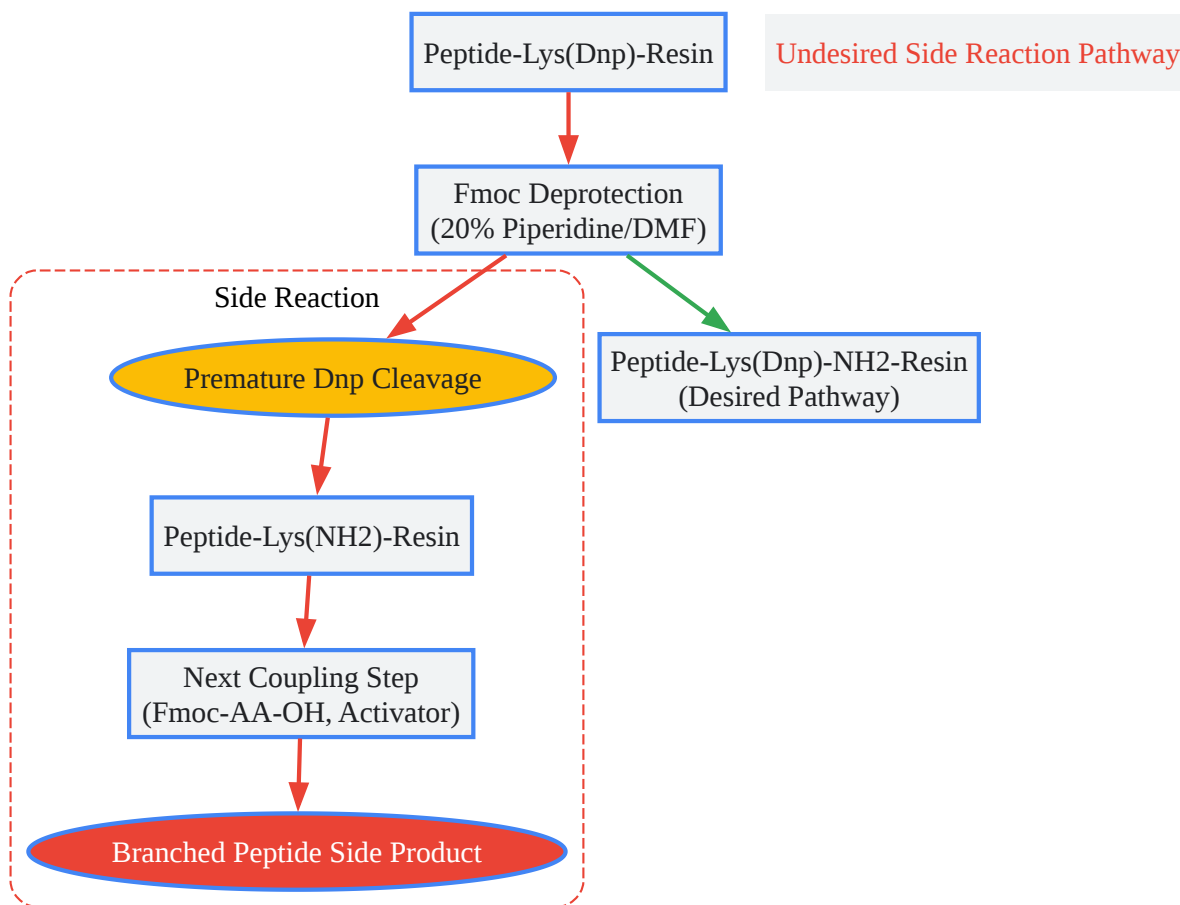 Peptide-Lys(Dnp)-Resin
Undesired Side Reaction Pathway
Fmoc Deprotection
(20% Piperidine/DMF)
Side Reaction
Premature Dnp Cleavage
Peptide-Lys(Dnp)-NH2-Resin
(Desired Pathway)
Peptide-Lys(NH2)-Resin
Next Coupling Step
(Fmoc-AA-OH, Activator)
Branched Peptide Side Product